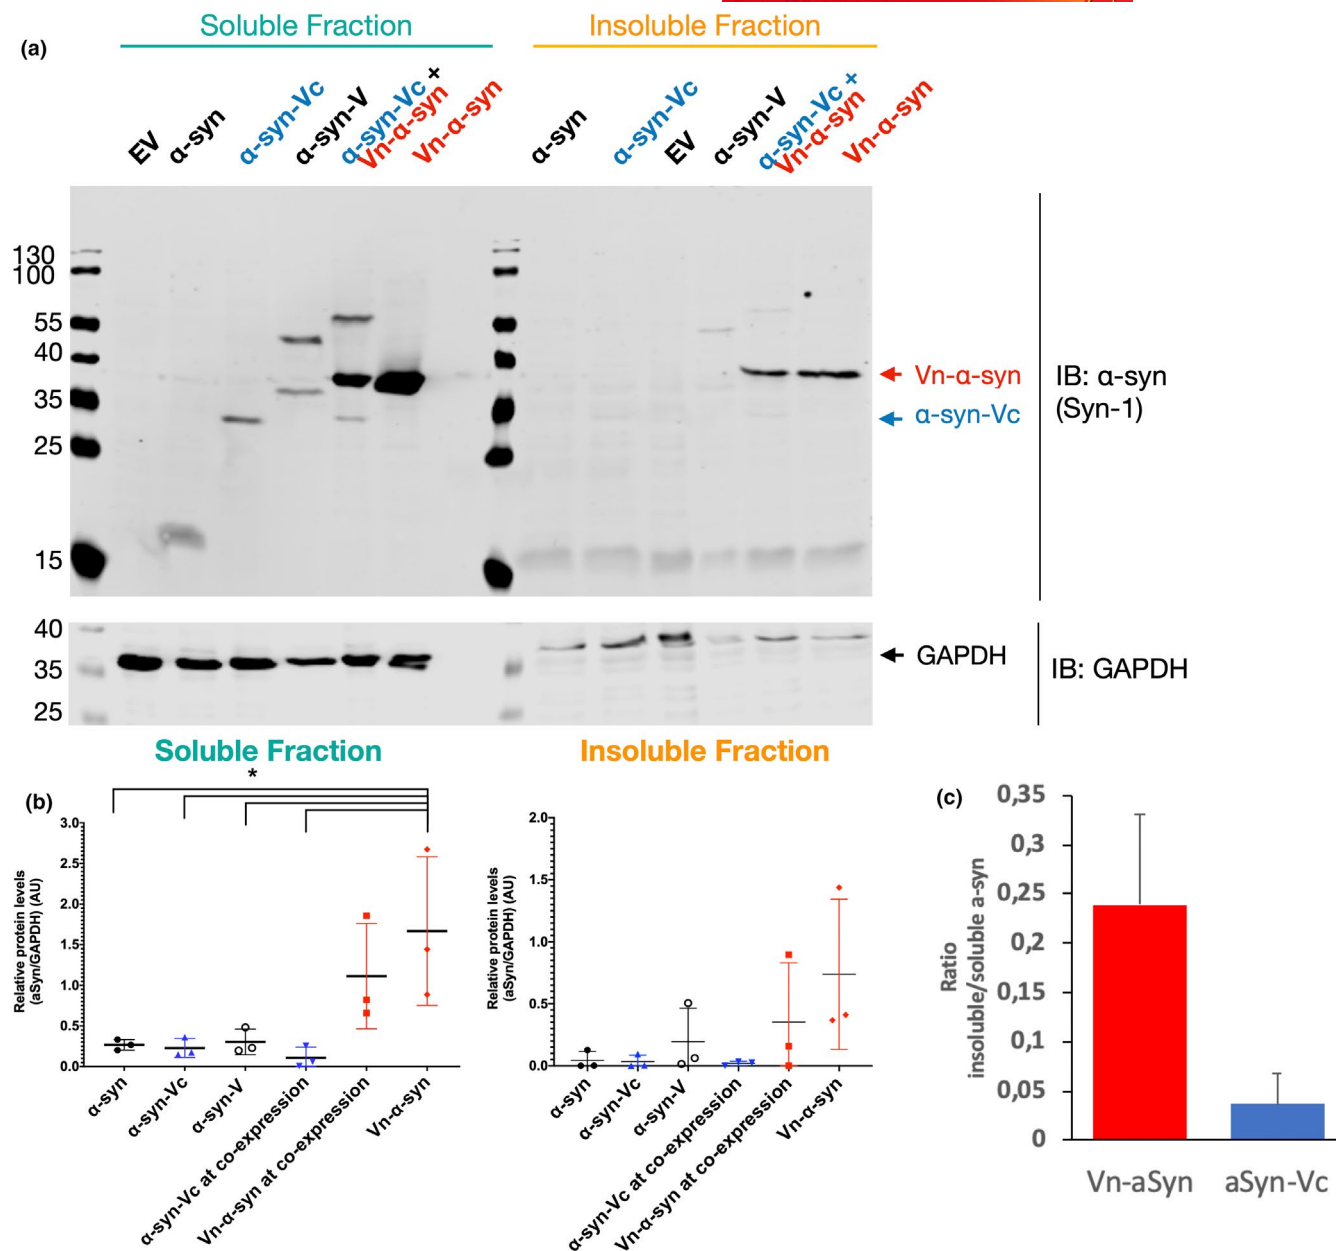 Soluble Fraction
Insoluble Fraction
(a)
EV
α-syn
α-syn-Vc
α-syn-V
α-syn-Vc +
Vn-α-syn
Vn-α-syn
α-syn
α-syn-Vc
EV
α-syn-V
α-syn-Vc +
Vn-α-syn
Vn-α-syn
130
100
55
40
35
25
15
Vn-α-syn
α-syn-Vc
IB: α-syn
(Syn-1)
40
35
25
GAPDH
IB: GAPDH
Soluble Fraction
Insoluble Fraction
(b)
*
Relative protein levels
(aSyn/GAPDH) (AU)
3.0
2.5
2.0
1.5
1.0
0.5
0.0
α-syn
α-syn-Vc
α-syn-V
α-syn-Vc at co-expression
Vn-α-syn at co-expression
Vn-α-syn
Relative protein levels
(aSyn/GAPDH) (AU)
2.0
1.5
1.0
0.5
0.0
α-syn
α-syn-Vc
α-syn-V
α-syn-Vc at co-expression
Vn-α-syn at co-expression
Vn-α-syn
(c)
Ratio
insoluble/soluble a-syn
0,35
0,3
0,25
0,2
0,15
0,1
0,05
0
Vn-aSyn
aSyn-Vc